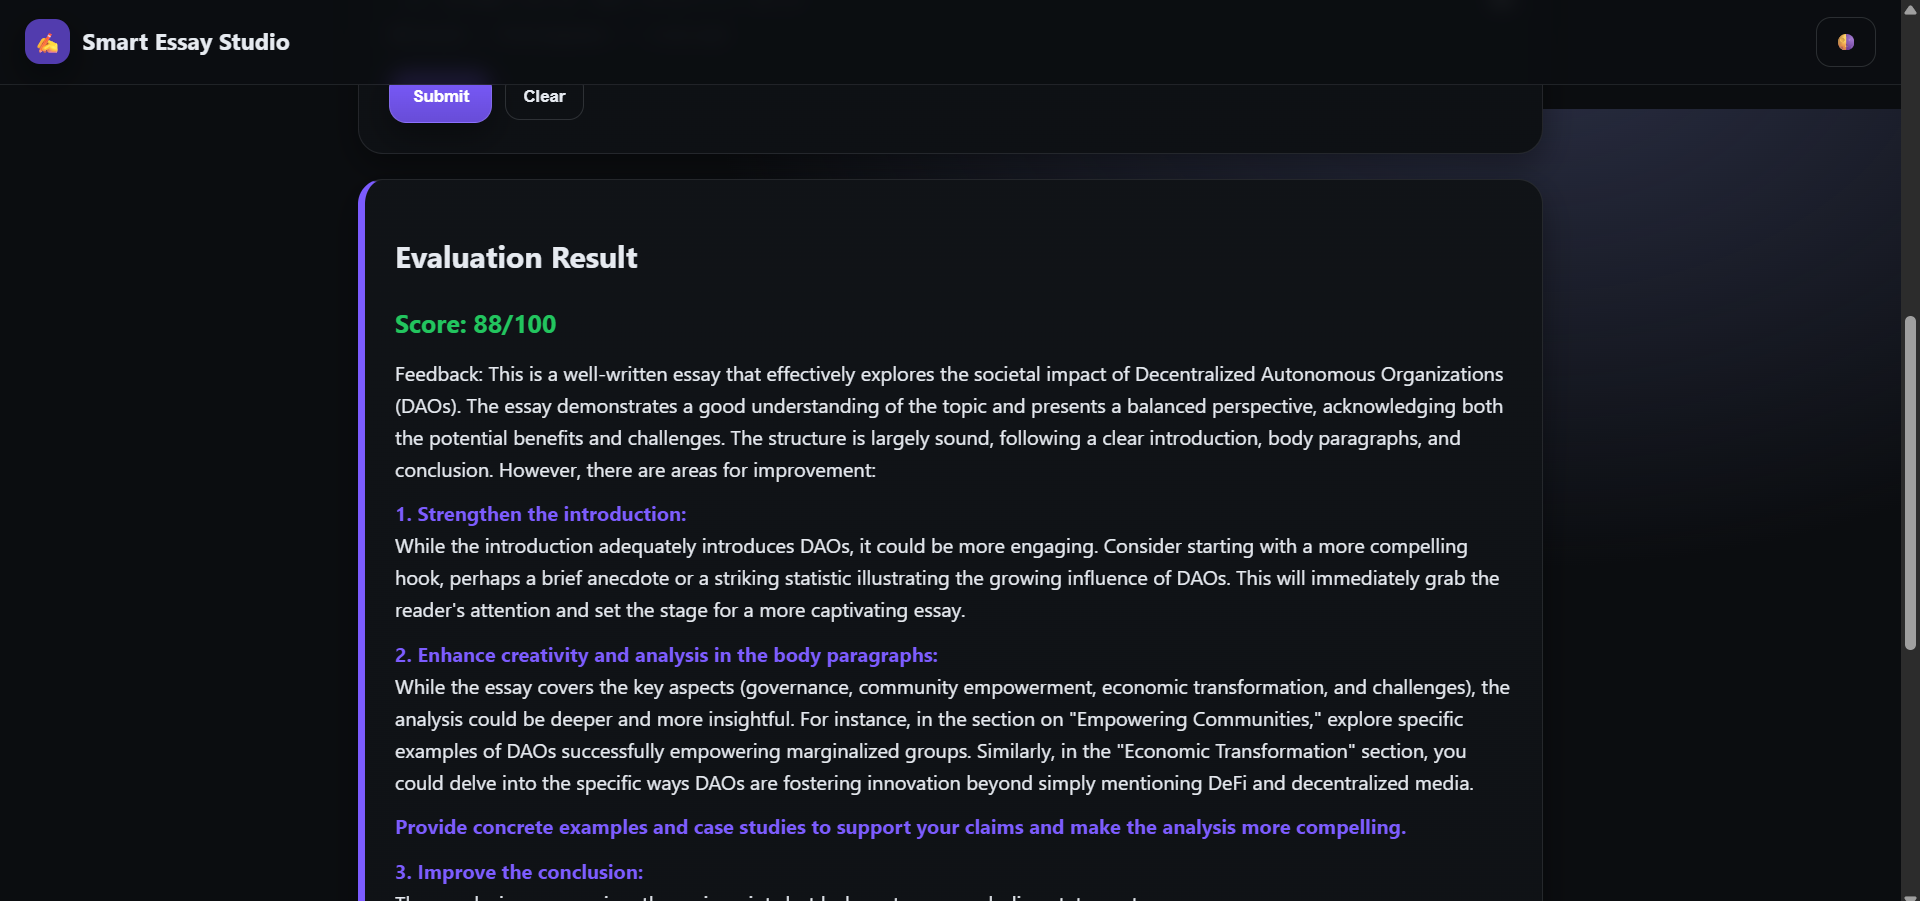 Smart Essay Studio
Submit
Clear
Evaluation Result
Score: 88/100
Feedback: This is a well-written essay that effectively explores the societal impact of Decentralized Autonomous Organizations
(DAOs). The essay demonstrates a good understanding of the topic and presents a balanced perspective, acknowledging both
the potential benefits and challenges. The structure is largely sound, following a clear introduction, body paragraphs, and
conclusion. However, there are areas for improvement:
1. Strengthen the introduction:
While the introduction adequately introduces DAOs, it could be more engaging. Consider starting with a more compelling
hook, perhaps a brief anecdote or a striking statistic illustrating the growing influence of DAOs. This will immediately grab the
reader's attention and set the stage for a more captivating essay.
2. Enhance creativity and analysis in the body paragraphs:
While the essay covers the key aspects (governance, community empowerment, economic transformation, and challenges), the
analysis could be deeper and more insightful. For instance, in the section on "Empowering Communities," explore specific
examples of DAOs successfully empowering marginalized groups. Similarly, in the "Economic Transformation" section, you
could delve into the specific ways DAOs are fostering innovation beyond simply mentioning DeFi and decentralized media.
Provide concrete examples and case studies to support your claims and make the analysis more compelling.
3. Improve the conclusion: